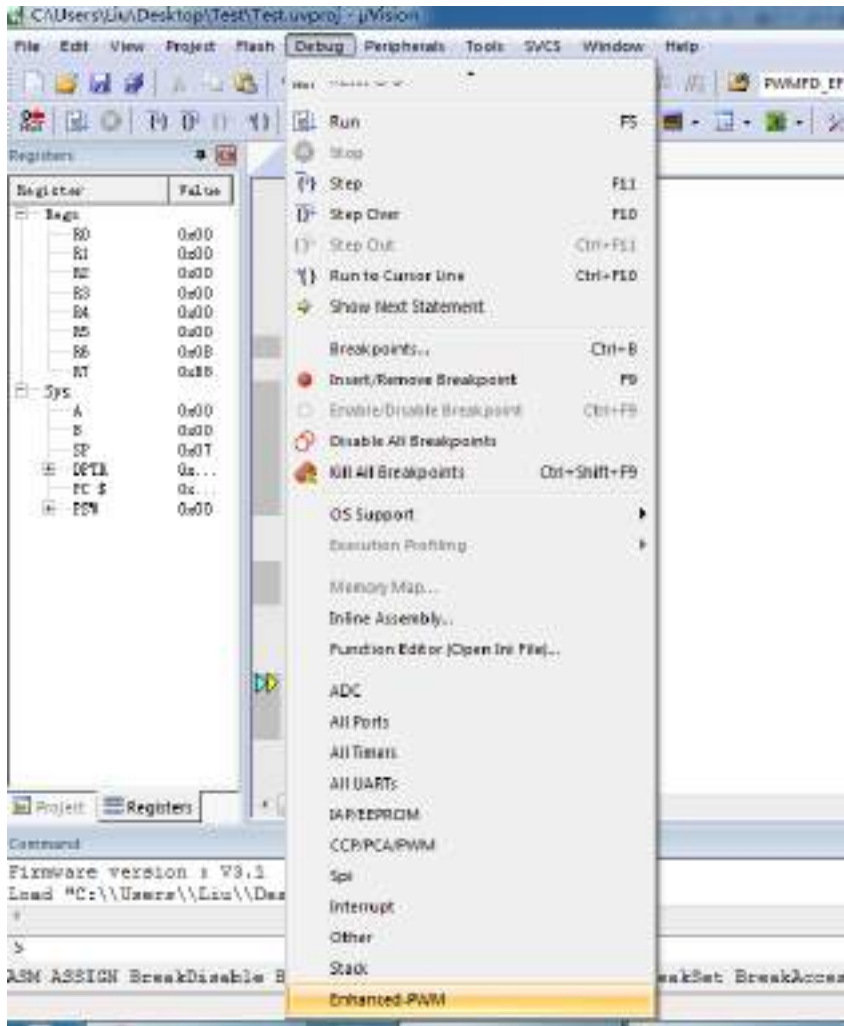 C:\Users\Liu\Desktop\Test\Test.uvproj - µVision
File Edit View Project Flash Debug Peripherals Tools SVCS Window Help
PWMFD_EF
Registers
Register Value
Regs
R0 0x00
R1 0x00
R2 0x00
R3 0x00
R4 0x00
R5 0x00
R6 0x0B
R7 0xBB
Sys
A 0x00
B 0x00
SP 0x07
DPTR 0x...
PC $ 0x...
PSW 0x00
Project Registers
Run F5
Stop
Step F11
Step Over F10
Step Out Ctrl+F11
Run to Cursor Line Ctrl+F10
Show Next Statement
Breakpoints... Ctrl+B
Insert/Remove Breakpoint F9
Enable/Disable Breakpoint Ctrl+F9
Disable All Breakpoints
Kill All Breakpoints Ctrl+Shift+F9
OS Support
Execution Profiling
Memory Map...
Inline Assembly...
Function Editor (Open Ini File)...
ADC
All Ports
All Timers
All UARTs
IAP/EEPROM
CCP/PCA/PWM
Spi
Interrupt
Other
Stack
Enhanced-PWM
Command
Firmware version : V3.1
Load "C:\\Users\\Liu\\Des
>
ASM ASSIGN BreakDisable B eakSet BreakAcces